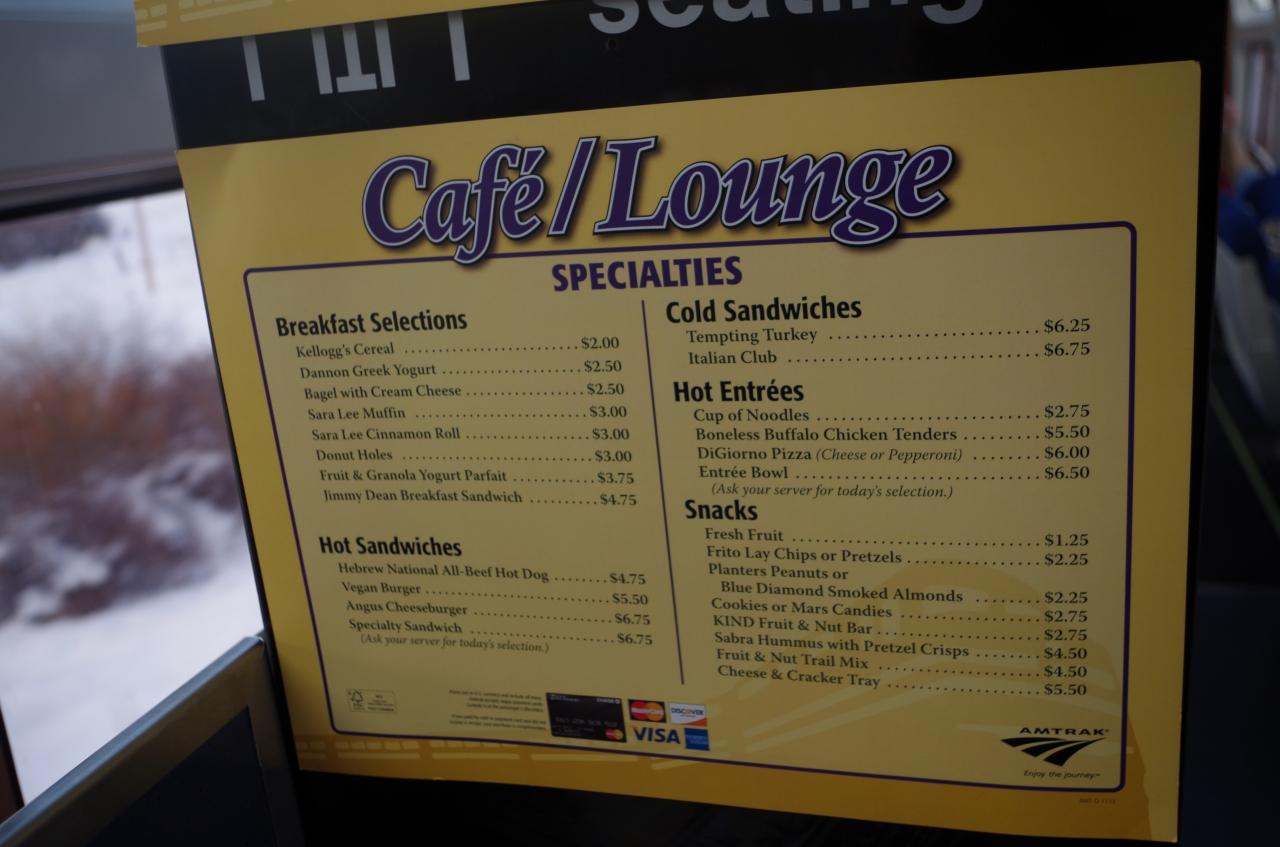 seating
Café/Lounge
SPECIALTIES
Breakfast Selections
Kellogg's Cereal ........................... $2.00
Dannon Greek Yogurt ..................... $2.50
Bagel with Cream Cheese .................. $2.50
Sara Lee Muffin .......................... $3.00
Sara Lee Cinnamon Roll ................... $3.00
Donut Holes .............................. $3.00
Fruit & Granola Yogurt Parfait ............ $3.75
Jimmy Dean Breakfast Sandwich .......... $4.75
Hot Sandwiches
Hebrew National All-Beef Hot Dog ........ $4.75
Vegan Burger ............................. $5.50
Angus Cheeseburger ...................... $6.75
Specialty Sandwich ....................... $6.75
(Ask your server for today's selection.)
Cold Sandwiches
Tempting Turkey ............................... $6.25
Italian Club ..................................... $6.75
Hot Entrées
Cup of Noodles ................................. $2.75
Boneless Buffalo Chicken Tenders ........... $5.50
DiGiorno Pizza (Cheese or Pepperoni) ........ $6.00
Entrée Bowl ..................................... $6.50
(Ask your server for today's selection.)
Snacks
Fresh Fruit ..................................... $1.25
Frito Lay Chips or Pretzels ................... $2.25
Planters Peanuts or
Blue Diamond Smoked Almonds ........... $2.25
Cookies or Mars Candies ..................... $2.75
KIND Fruit & Nut Bar ........................ $2.75
Sabra Hummus with Pretzel Crisps ........ $4.50
Fruit & Nut Trail Mix ........................ $4.50
Cheese & Cracker Tray ....................... $5.50
MasterCard
DISCOVER
VISA
AMTRAK
Enjoy the journey